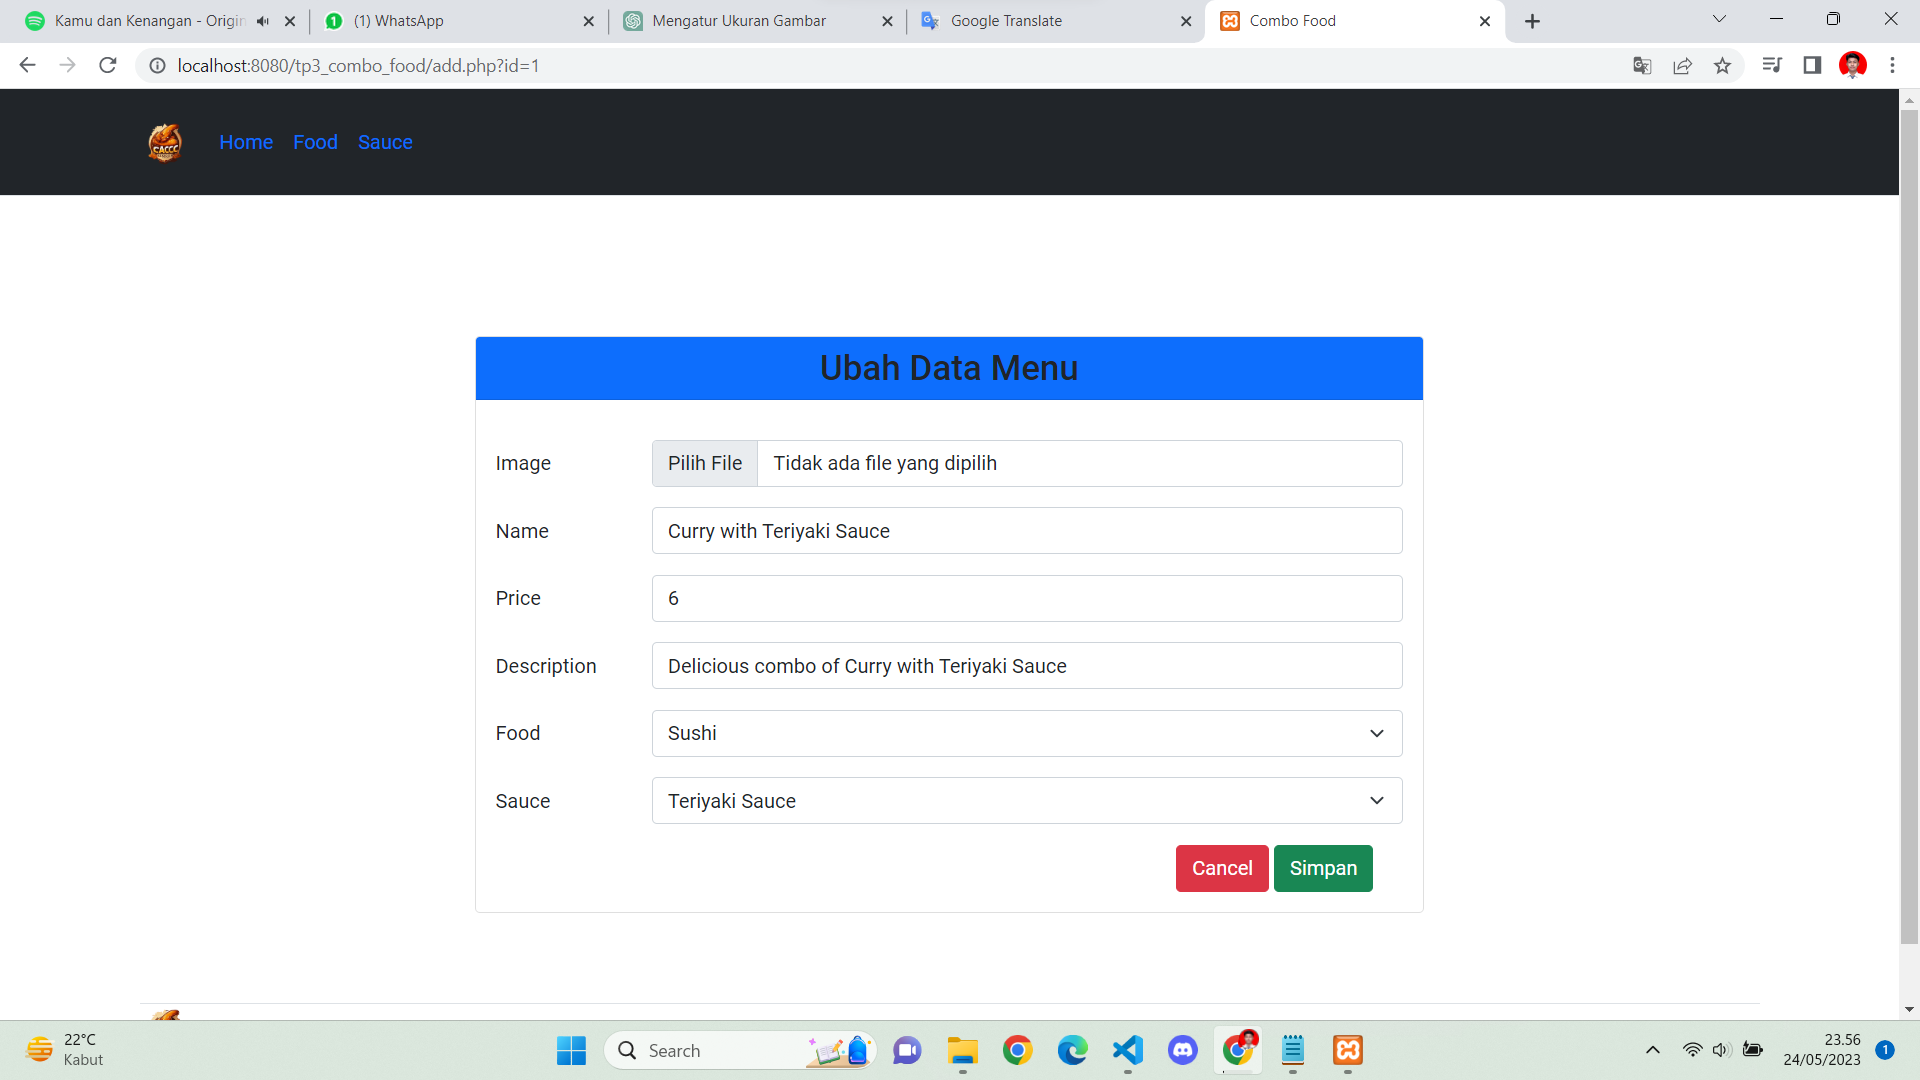 Kamu dan Kenangan - Origin
(1) WhatsApp
Mengatur Ukuran Gambar
Google Translate
Combo Food
localhost:8080/tp3_combo_food/add.php?id=1
CACCC
Home Food Sauce
Ubah Data Menu
Image
Pilih File Tidak ada file yang dipilih
Name
Curry with Teriyaki Sauce
Price
6
Description
Delicious combo of Curry with Teriyaki Sauce
Food
Sushi
Sauce
Teriyaki Sauce
Cancel Simpan
22°C
Kabut
Search
23.56
24/05/2023
1